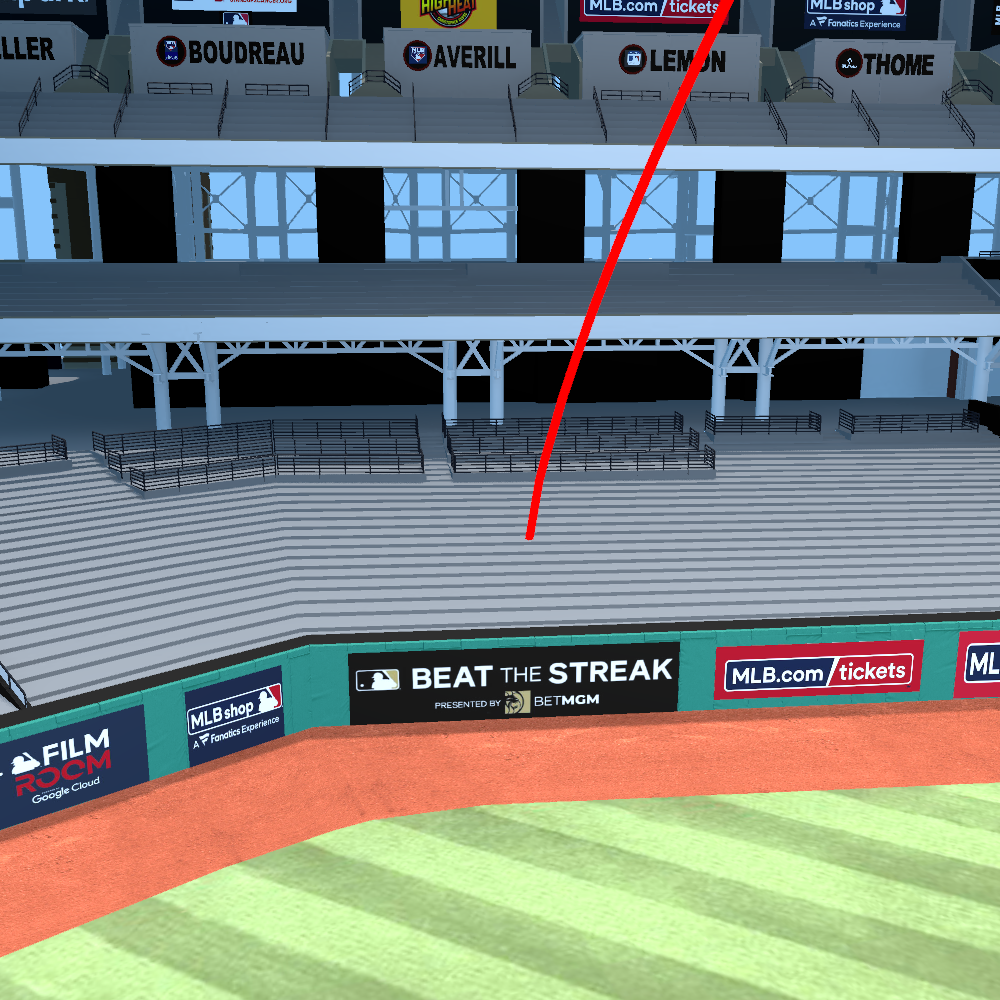 HIGH HEAT
MLB.com/tickets
MLB shop
A Fanatics Experience
BOUDREAU
AVERILL
LEMON
THOME
BEAT THE STREAK
PRESENTED BY BETMGM
MLB.com/tickets
MLB shop
A Fanatics Experience
FILM
ROOM
Google Cloud